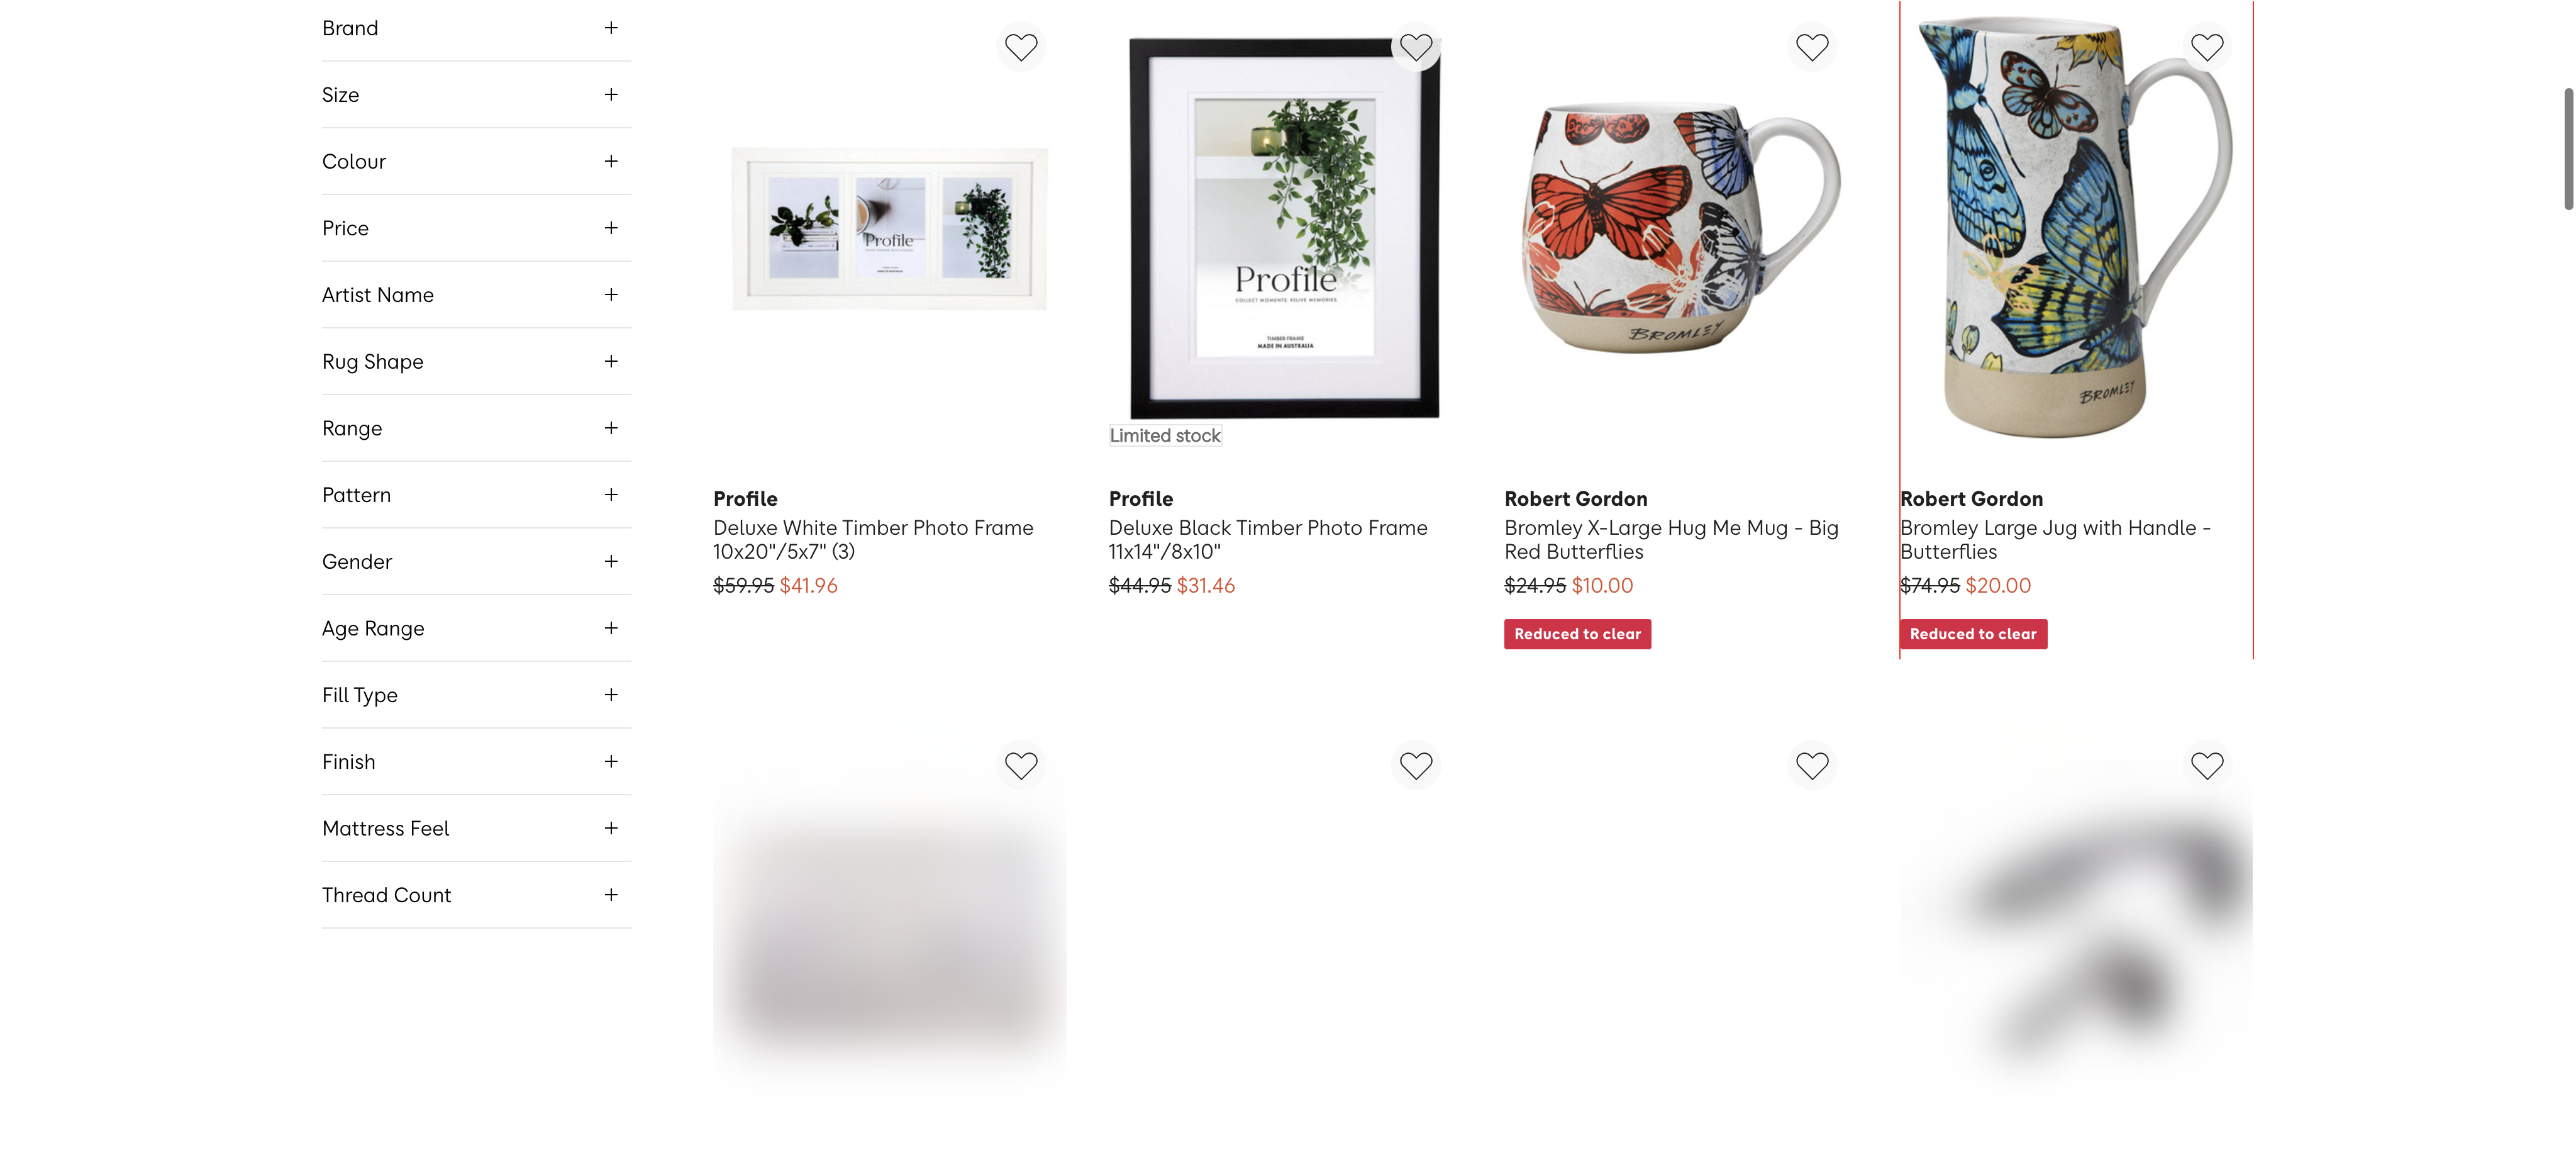 Brand
Size
Colour
Price
Artist Name
Rug Shape
Range
Pattern
Gender
Age Range
Fill Type
Finish
Mattress Feel
Thread Count
Profile
Profile
COLLECT MOMENTS. RELIVE MEMORIES.
TIMBER FRAME
MADE IN AUSTRALIA
BROMLEY
BROMLEY
Limited stock
Profile
Deluxe White Timber Photo Frame
10x20"/5x7" (3)
$59.95 $41.96
Profile
Deluxe Black Timber Photo Frame
11x14"/8x10"
$44.95 $31.46
Robert Gordon
Bromley X-Large Hug Me Mug - Big
Red Butterflies
$24.95 $10.00
Reduced to clear
Robert Gordon
Bromley Large Jug with Handle -
Butterflies
$74.95 $20.00
Reduced to clear